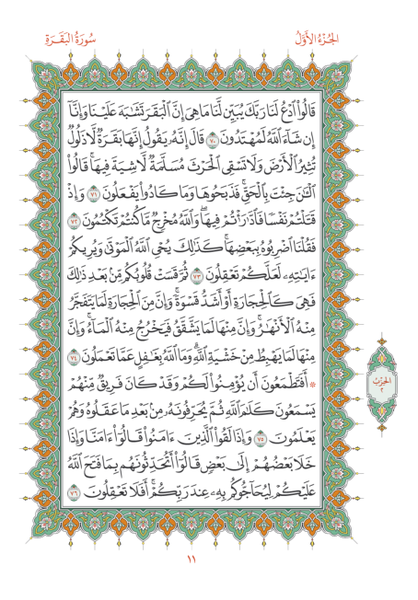 الجزء الأول
سورة البقرة
قَالُوا۟ ٱدْعُ لَنَا رَبَّكَ يُبَيِّن لَّنَا مَا هِىَ إِنَّ ٱلْبَقَرَ تَشَـٰبَهَ عَلَيْنَا وَإِنَّآ
إِن شَآءَ ٱللَّهُ لَمُهْتَدُونَ ٧٠ قَالَ إِنَّهُۥ يَقُولُ إِنَّهَا بَقَرَةٌ لَّا ذَلُولٌ
تُثِيرُ ٱلْأَرْضَ وَلَا تَسْقِى ٱلْحَرْثَ مُسَلَّمَةٌ لَّا شِيَةَ فِيهَا ۚ قَالُوا۟
ٱلْـَٔـٰنَ جِئْتَ بِٱلْحَقِّ ۚ فَذَبَحُوهَا وَمَا كَادُوا۟ يَفْعَلُونَ ٧١ وَإِذْ
قَتَلْتُمْ نَفْسًا فَٱدَّٰرَْٰٔتُمْ فِيهَا ۖ وَٱللَّهُ مُخْرِجٌ مَّا كُنتُمْ تَكْتُمُونَ ٧٢
فَقُلْنَا ٱضْرِبُوهُ بِبَعْضِهَا ۚ كَذَٰلِكَ يُحْىِ ٱللَّهُ ٱلْمَوْتَىٰ وَيُرِيكُمْ
ءَايَـٰتِهِۦ لَعَلَّكُمْ تَعْقِلُونَ ٧٣ ثُمَّ قَسَتْ قُلُوبُكُم مِّنۢ بَعْدِ ذَٰلِكَ
فَهِىَ كَٱلْحِجَارَةِ أَوْ أَشَدُّ قَسْوَةً ۚ وَإِنَّ مِنَ ٱلْحِجَارَةِ لَمَا يَتَفَجَّرُ
مِنْهُ ٱلْأَنْهَـٰرُ ۚ وَإِنَّ مِنْهَا لَمَا يَشَّقَّقُ فَيَخْرُجُ مِنْهُ ٱلْمَآءُ ۚ وَإِنَّ
مِنْهَا لَمَا يَهْبِطُ مِنْ خَشْيَةِ ٱللَّهِ ۗ وَمَا ٱللَّهُ بِغَـٰفِلٍ عَمَّا تَعْمَلُونَ ٧٤
۞ أَفَتَطْمَعُونَ أَن يُؤْمِنُوا۟ لَكُمْ وَقَدْ كَانَ فَرِيقٌ مِّنْهُمْ
يَسْمَعُونَ كَلَـٰمَ ٱللَّهِ ثُمَّ يُحَرِّفُونَهُۥ مِنۢ بَعْدِ مَا عَقَلُوهُ وَهُمْ
يَعْلَمُونَ ٧٥ وَإِذَا لَقُوا۟ ٱلَّذِينَ ءَامَنُوا۟ قَالُوٓا۟ ءَامَنَّا وَإِذَا
خَلَا بَعْضُهُمْ إِلَىٰ بَعْضٍ قَالُوٓا۟ أَتُحَدِّثُونَهُم بِمَا فَتَحَ ٱللَّهُ
عَلَيْكُمْ لِيُحَآجُّوكُم بِهِۦ عِندَ رَبِّكُمْ ۚ أَفَلَا تَعْقِلُونَ ٧٦
الحزب
٢
١١